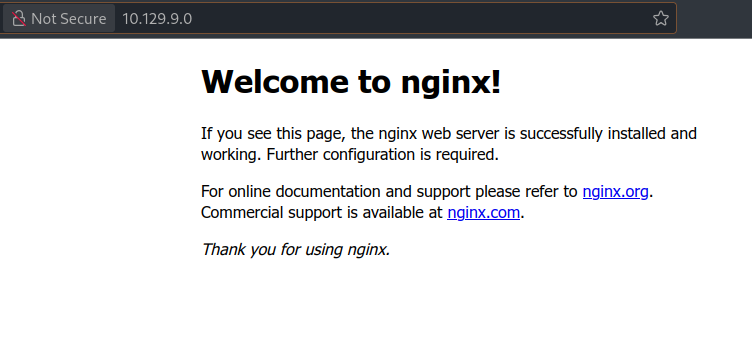 Not Secure 10.129.9.0
Welcome to nginx!
If you see this page, the nginx web server is successfully installed and
working. Further configuration is required.
For online documentation and support please refer to nginx.org.
Commercial support is available at nginx.com.
Thank you for using nginx.